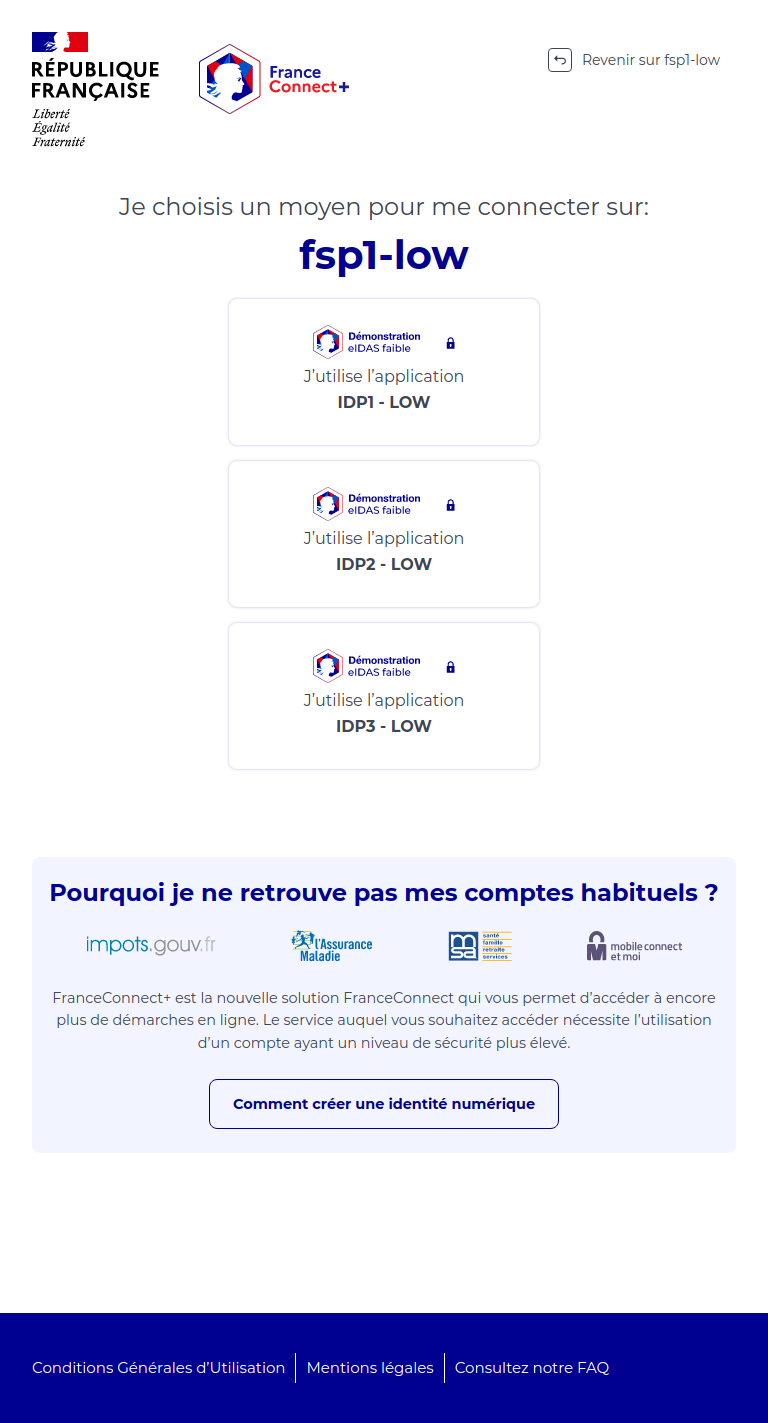 RÉPUBLIQUE
FRANÇAISE
Liberté
Égalité
Fraternité
France
Connect+
Revenir sur fsp1-low
Je choisis un moyen pour me connecter sur:
fsp1-low
Démonstration
eIDAS faible
J’utilise l’application
IDP1 - LOW
Démonstration
eIDAS faible
J’utilise l’application
IDP2 - LOW
Démonstration
eIDAS faible
J’utilise l’application
IDP3 - LOW
Pourquoi je ne retrouve pas mes comptes habituels ?
impots.gouv.fr
l'Assurance
Maladie
msa
santé
famille
retraite
services
mobile connect
et moi
FranceConnect+ est la nouvelle solution FranceConnect qui vous permet d’accéder à encore
plus de démarches en ligne. Le service auquel vous souhaitez accéder nécessite l’utilisation
d’un compte ayant un niveau de sécurité plus élevé.
Comment créer une identité numérique
Conditions Générales d’Utilisation
Mentions légales
Consultez notre FAQ